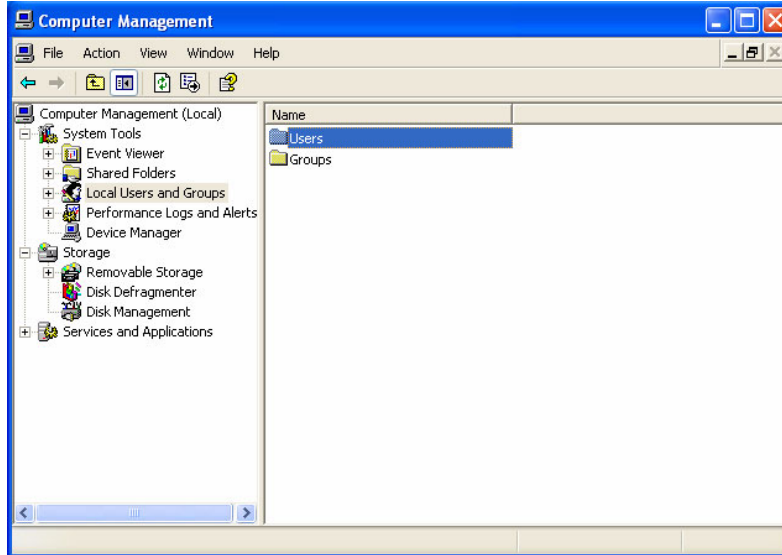 Computer Management
File Action View Window Help
Computer Management (Local)
System Tools
Event Viewer
Shared Folders
Local Users and Groups
Performance Logs and Alerts
Device Manager
Storage
Removable Storage
Disk Defragmenter
Disk Management
Services and Applications
Name
Users
Groups